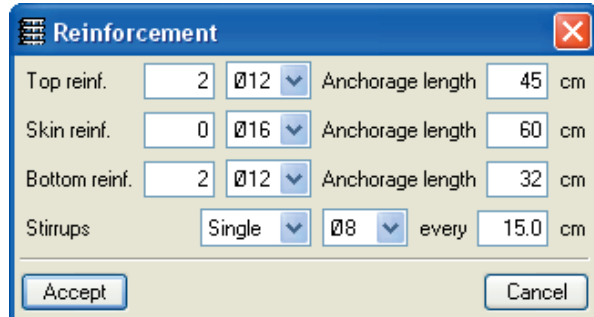 Reinforcement
Top reinf. 2 Ø12 Anchorage length 45 cm
Skin reinf. 0 Ø16 Anchorage length 60 cm
Bottom reinf. 2 Ø12 Anchorage length 32 cm
Stirrups Single Ø8 every 15.0 cm
Accept Cancel